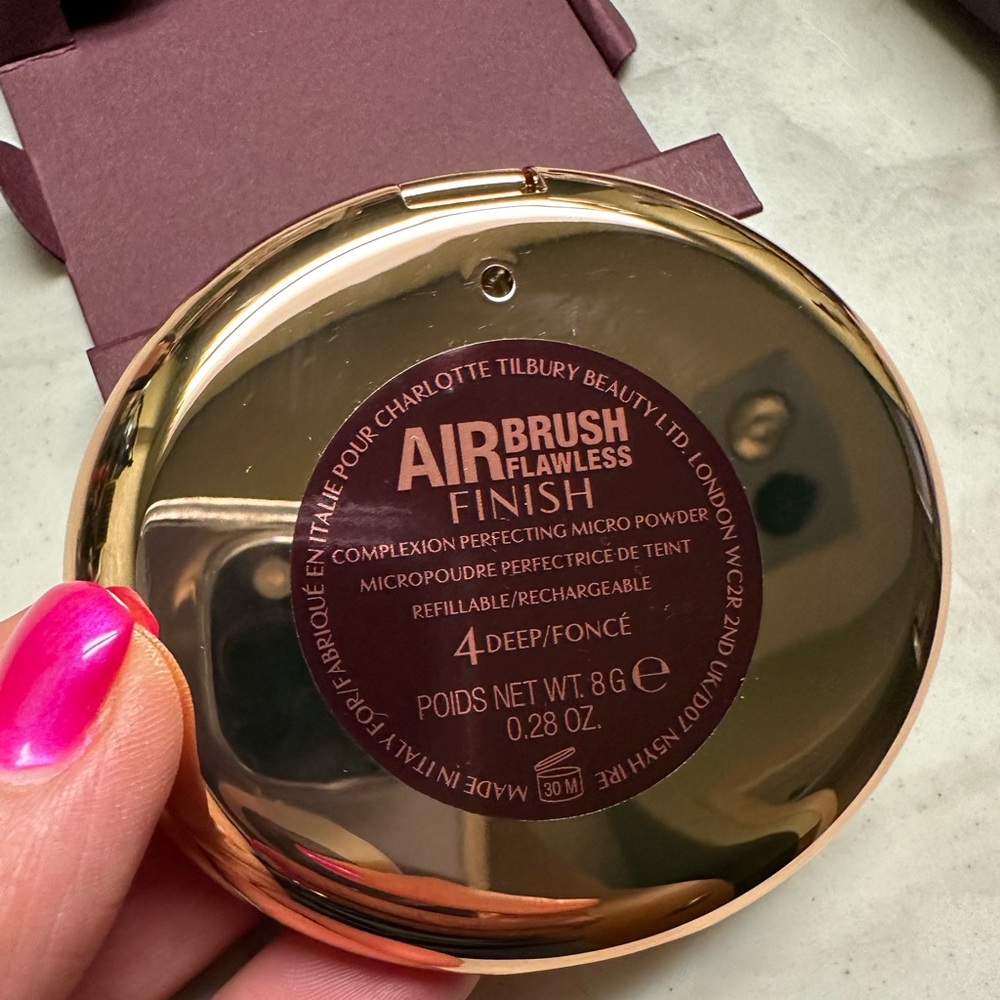 MADE IN ITALY FOR/FABRIQUÉ EN ITALIE POUR CHARLOTTE TILBURY BEAUTY LTD. LONDON WC2R 2ND UK/D07 N5YH IRE
AIRBRUSH
FLAWLESS
FINISH
COMPLEXION PERFECTING MICRO POWDER
MICROPOUDRE PERFECTRICE DE TEINT
REFILLABLE/RECHARGEABLE
4 DEEP/FONCÉ
POIDS NET WT. 8 G e
0.28 OZ.
30 M